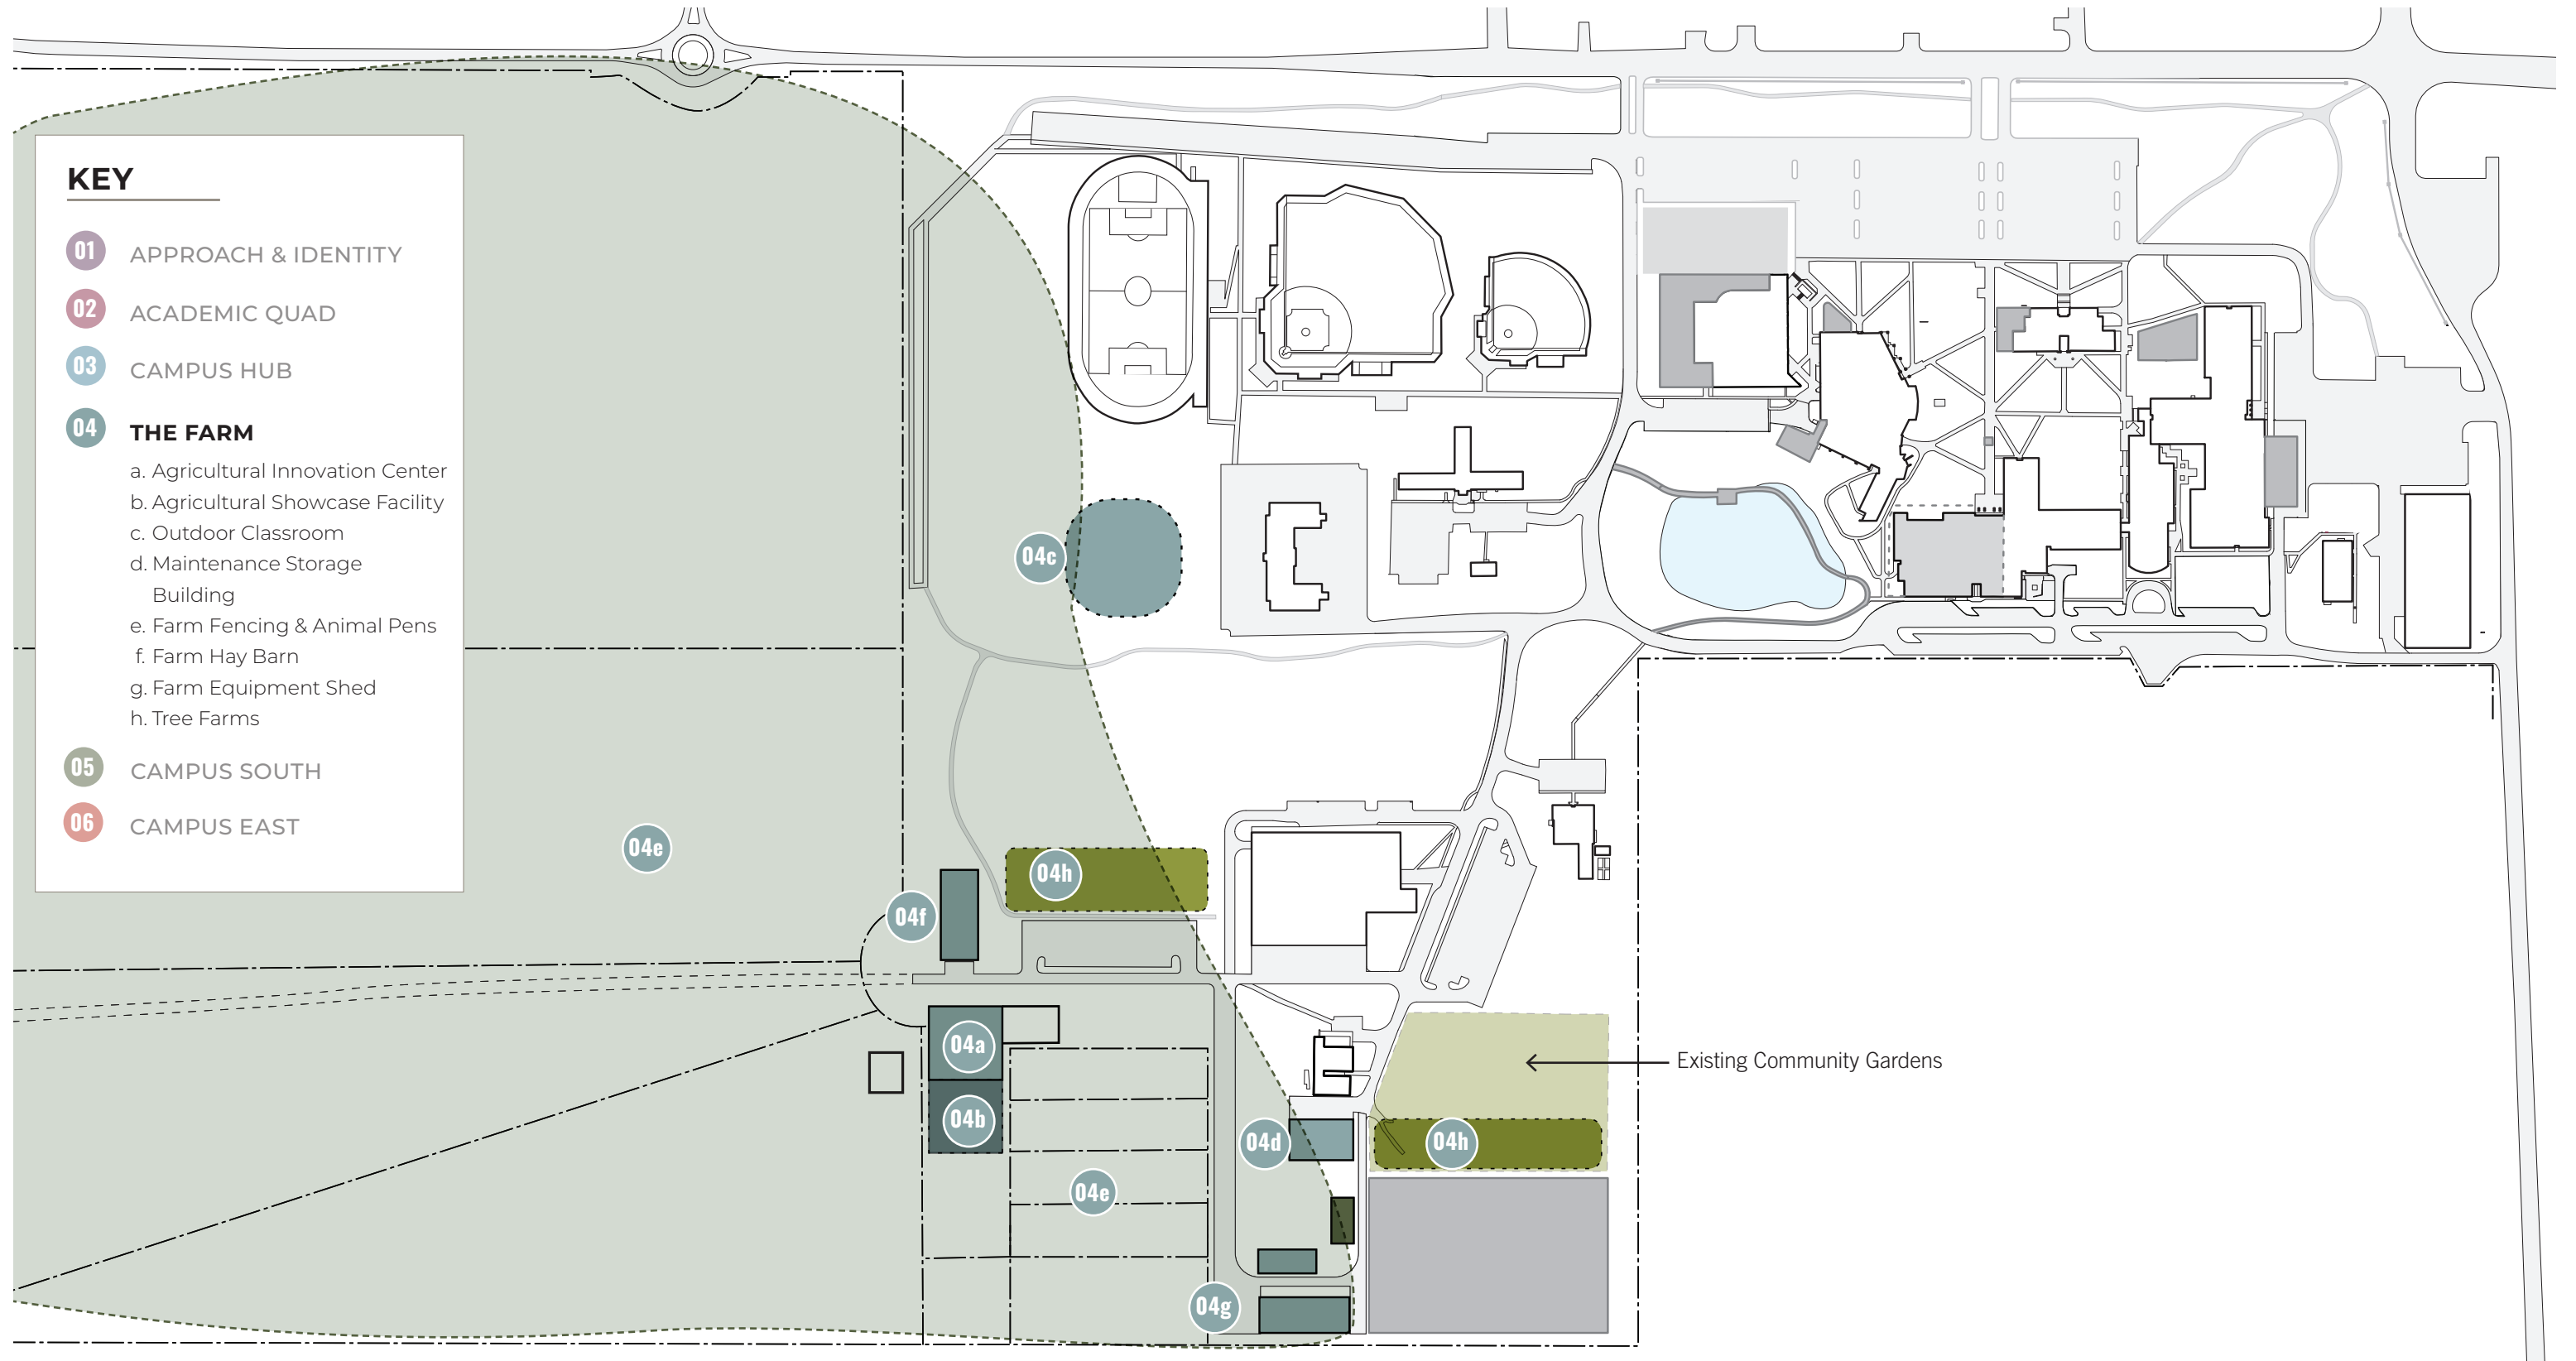 KEY
01 APPROACH & IDENTITY
02 ACADEMIC QUAD
03 CAMPUS HUB
04 THE FARM
a. Agricultural Innovation Center
b. Agricultural Showcase Facility
c. Outdoor Classroom
d. Maintenance Storage
Building
e. Farm Fencing & Animal Pens
f. Farm Hay Barn
g. Farm Equipment Shed
h. Tree Farms
05 CAMPUS SOUTH
06 CAMPUS EAST
04c
04e
04h
04f
04a
Existing Community Gardens
04b
04d
04h
04e
04g